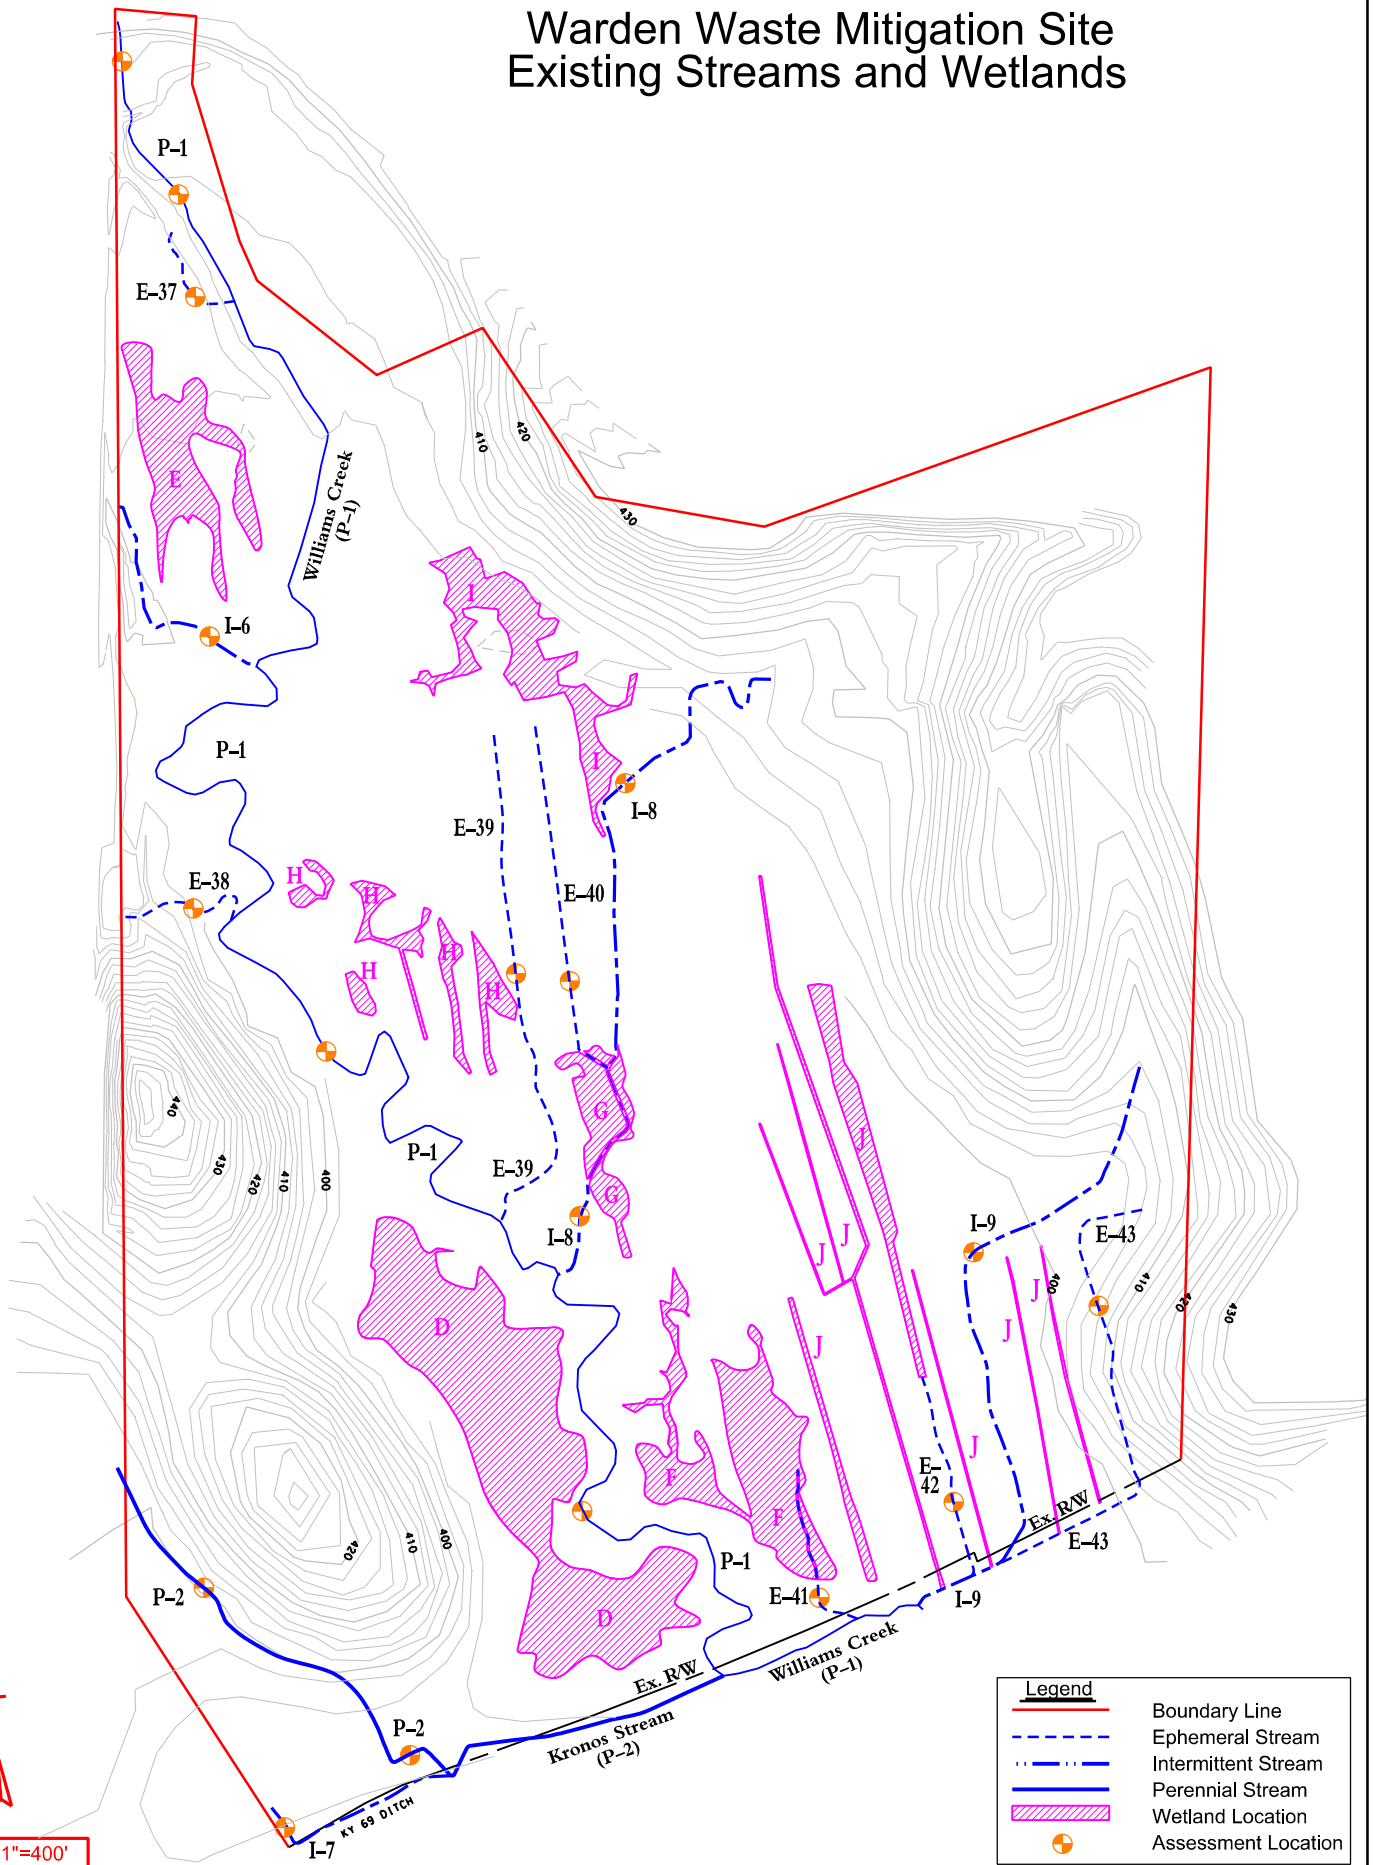 Warden Waste Mitigation Site
Existing Streams and Wetlands
P–1
E–37
410
420
E
Williams Creek
(P–1)
430
I
I–6
P–1
I
I–8
E–39
E–38
H
H
E–40
H
H
H
440
G
J
430
420
410
400
P–1
E–39
G
I–8
J
J
I–9
E–43
D
J
400
410
420
430
J
J
J
E–
42
F
F
Ex. R/W
420
410
400
E–43
P–1
P–2
E–41
I–9
D
Ex. R/W
Williams Creek
(P–1)
P–2
Kronos Stream
(P–2)
KY 69 DITCH
I–7
1"=400'
Legend
Boundary Line
Ephemeral Stream
Intermittent Stream
Perennial Stream
Wetland Location
Assessment Location